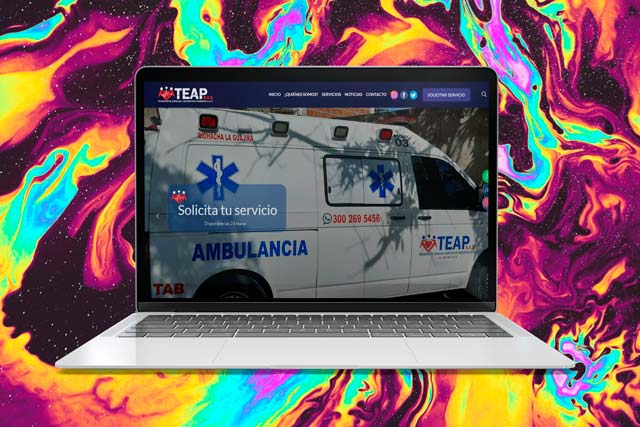 TEAP S.A.S.
INICIO ¿QUIÉNES SOMOS? SERVICIOS NOTICIAS CONTACTO SOLICITAR SERVICIO
RIOHACHA LA GUAJIRA
03
Solicita tu servicio
Disponible las 24 horas
300 269 5456
AMBULANCIA
TEAP
TAB